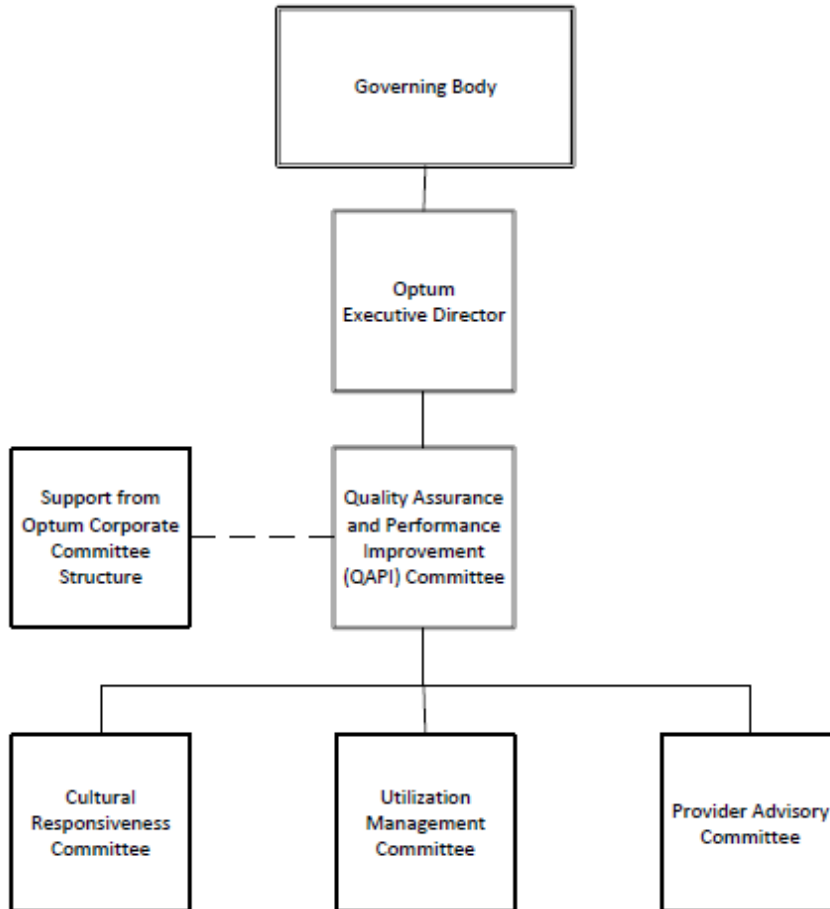 Governing Body
Optum
Executive Director
Support from
Optum Corporate
Committee
Structure
Quality Assurance
and Performance
Improvement
(QAPI) Committee
Cultural
Responsiveness
Committee
Utilization
Management
Committee
Provider Advisory
Committee